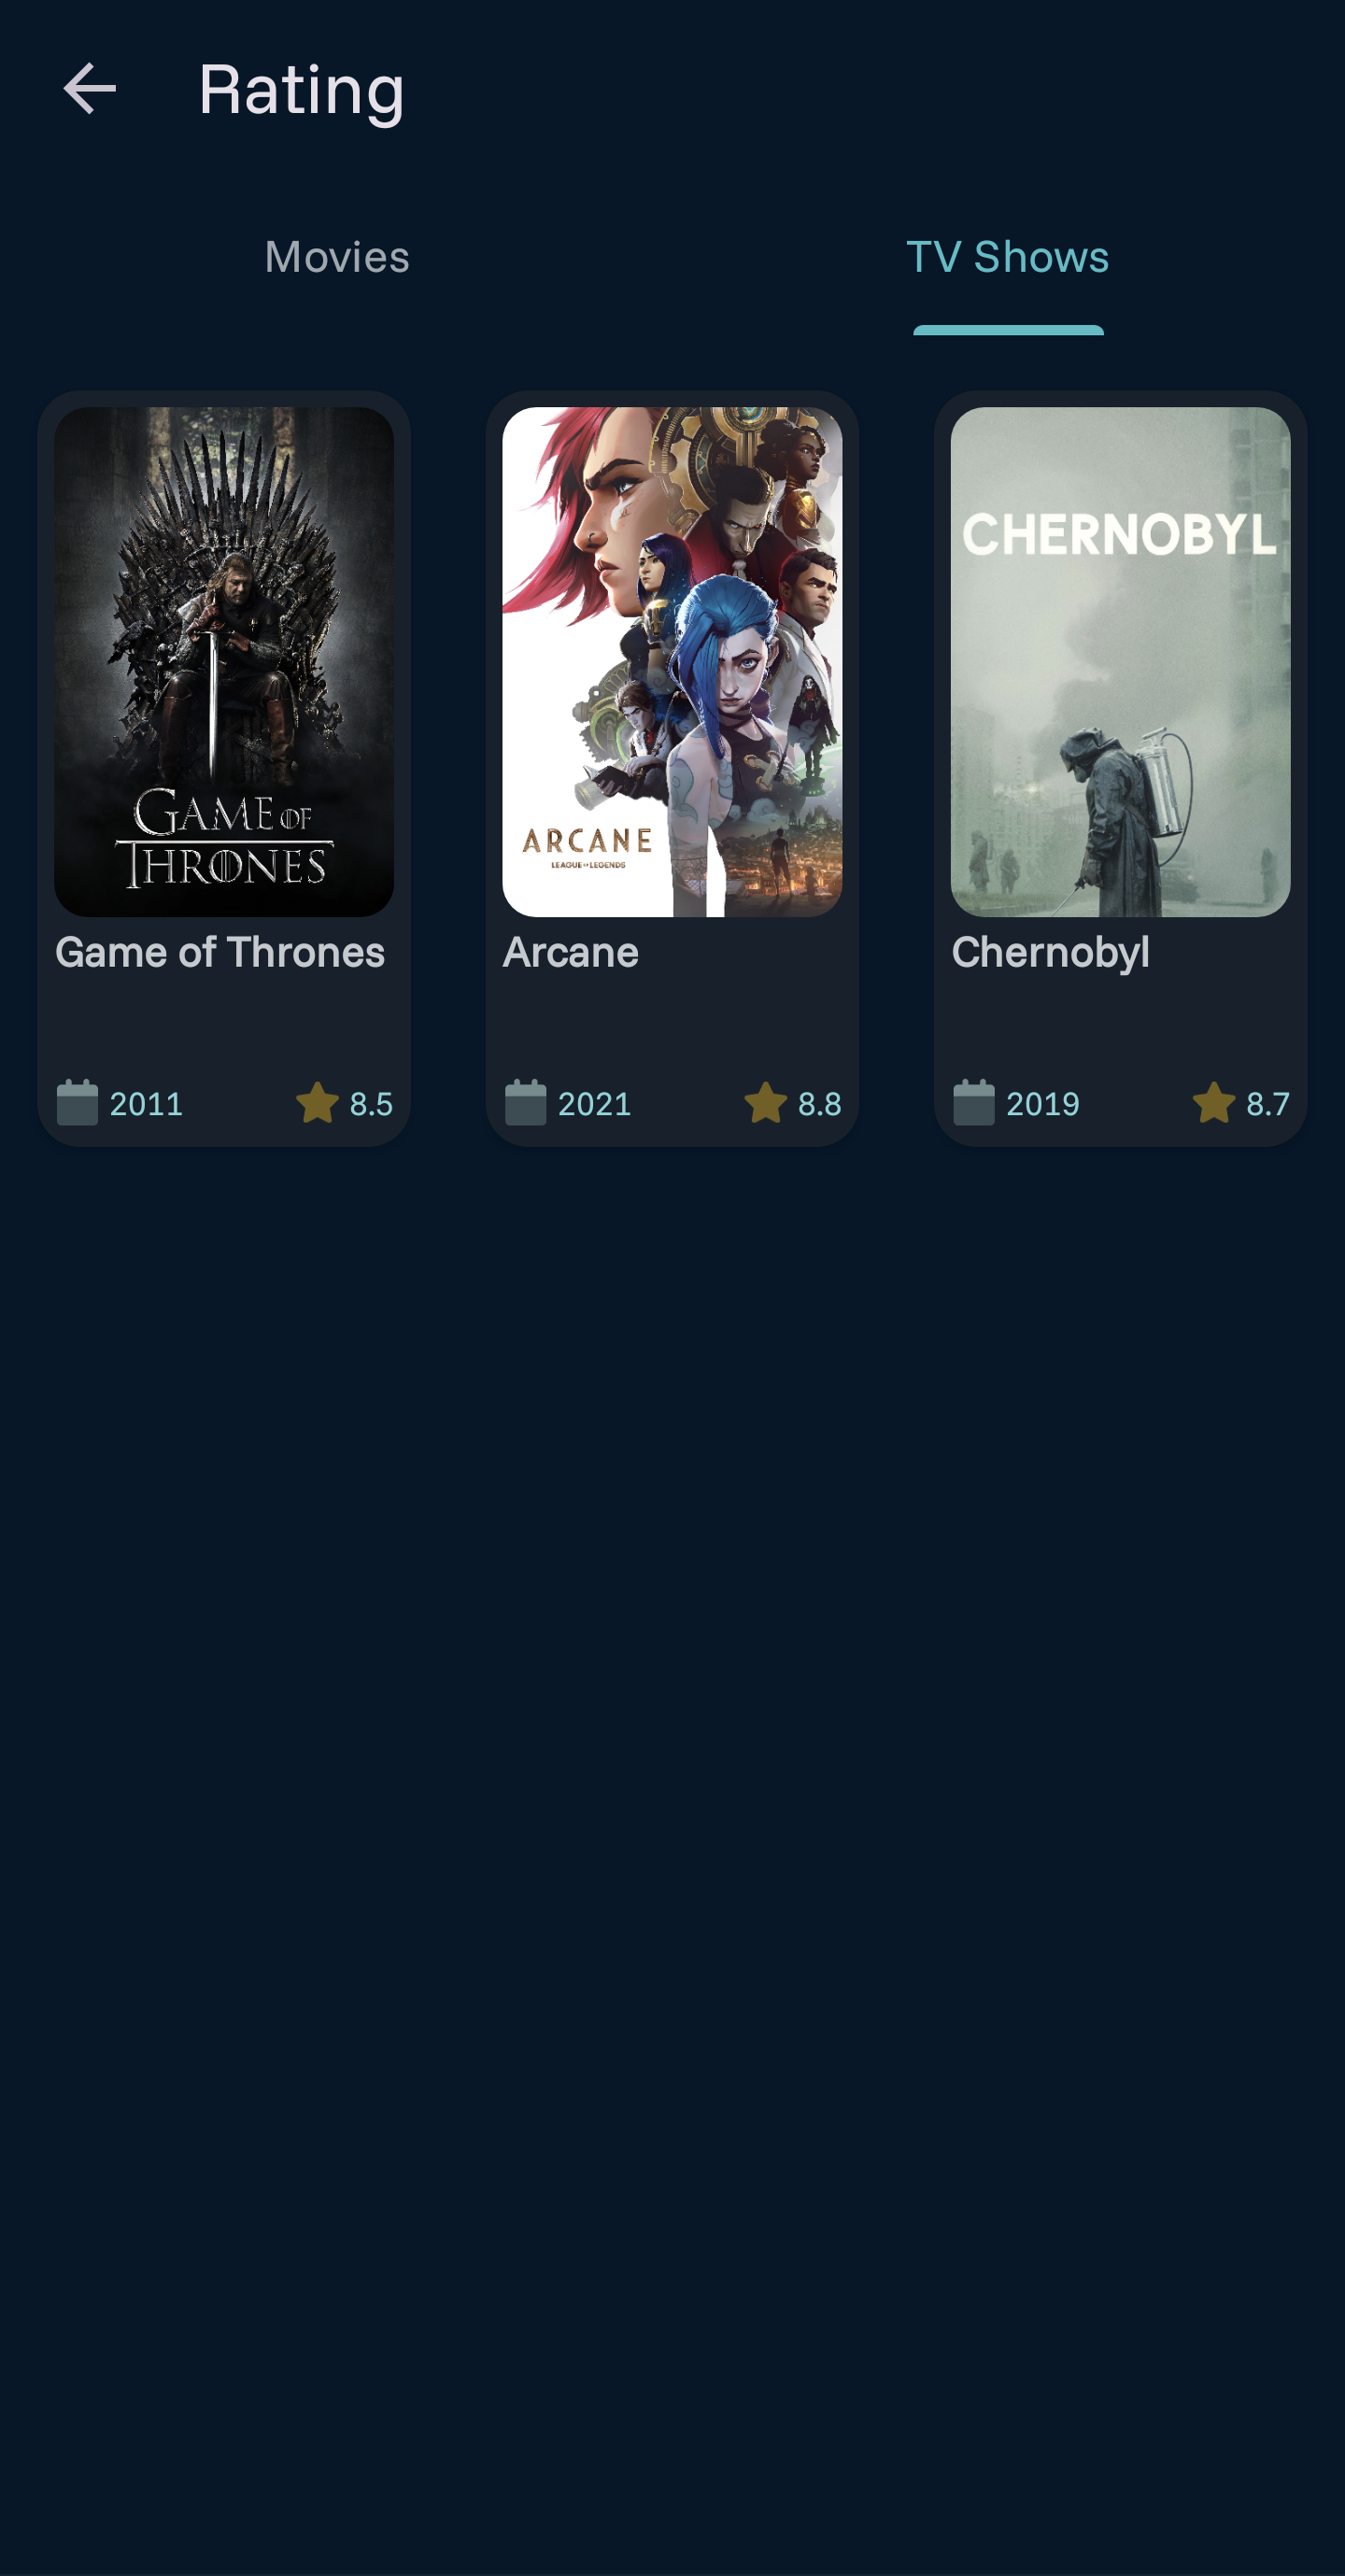 Rating
Movies
TV Shows
GAME OF
THRONES
Game of Thrones
2011
8.5
ARCANE
LEAGUE OF LEGENDS
Arcane
2021
8.8
CHERNOBYL
Chernobyl
2019
8.7